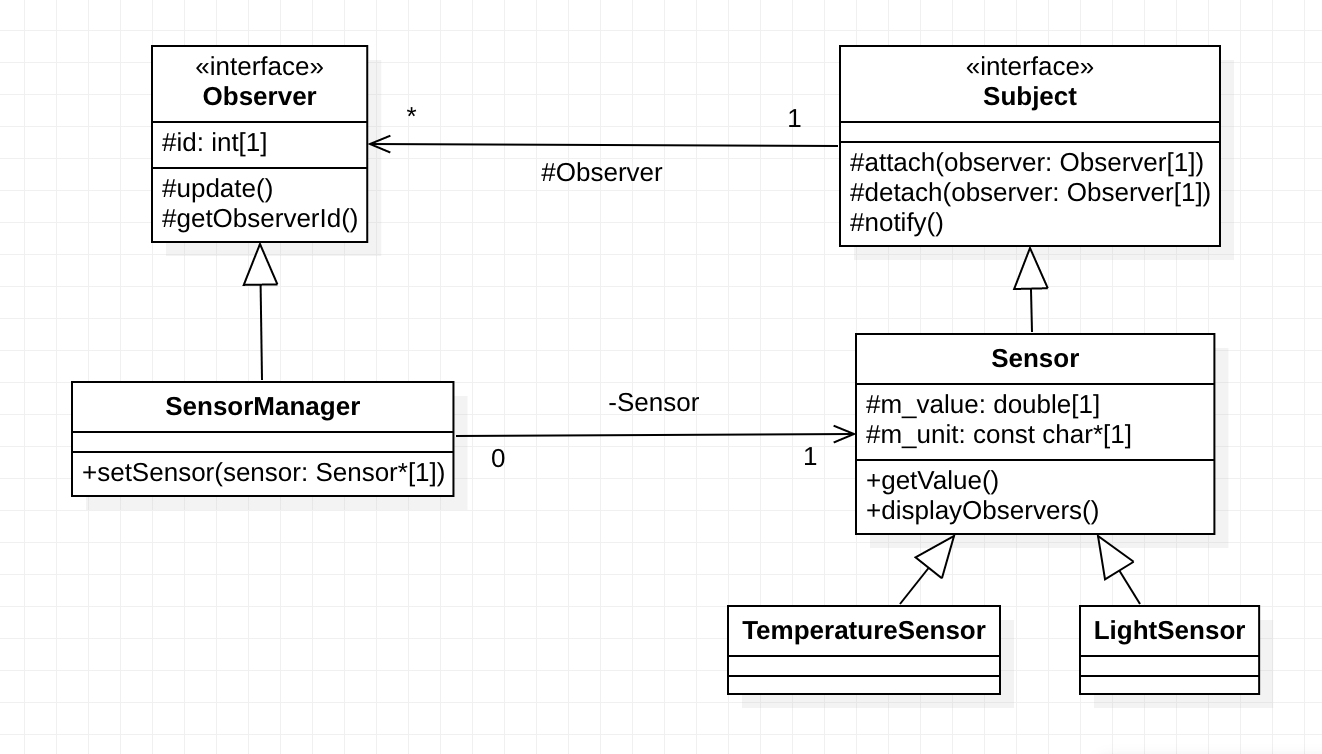 «interface»
Observer
#id: int[1]
#update()
#getObserverId()
*
1
#Observer
«interface»
Subject
#attach(observer: Observer[1])
#detach(observer: Observer[1])
#notify()
SensorManager
+setSensor(sensor: Sensor*[1])
-Sensor
0
1
Sensor
#m_value: double[1]
#m_unit: const char*[1]
+getValue()
+displayObservers()
TemperatureSensor
LightSensor